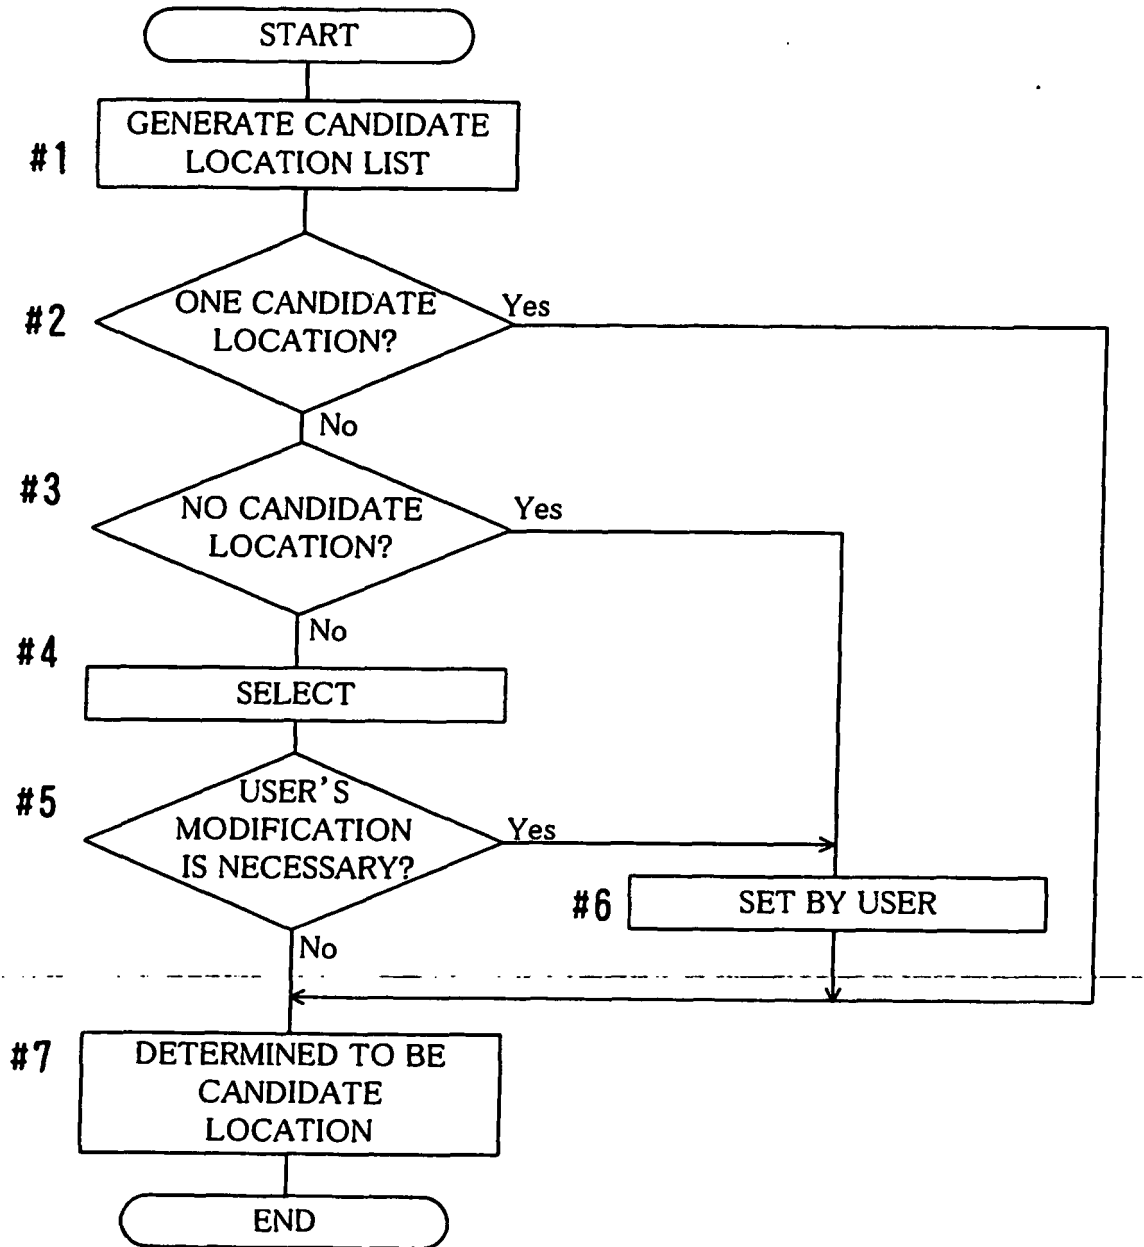 START
#1
GENERATE CANDIDATE
LOCATION LIST
#2
ONE CANDIDATE
LOCATION?
Yes
No
#3
NO CANDIDATE
LOCATION?
Yes
No
#4
SELECT
#5
USER'S
MODIFICATION
IS NECESSARY?
Yes
No
#6
SET BY USER
#7
DETERMINED TO BE
CANDIDATE
LOCATION
END